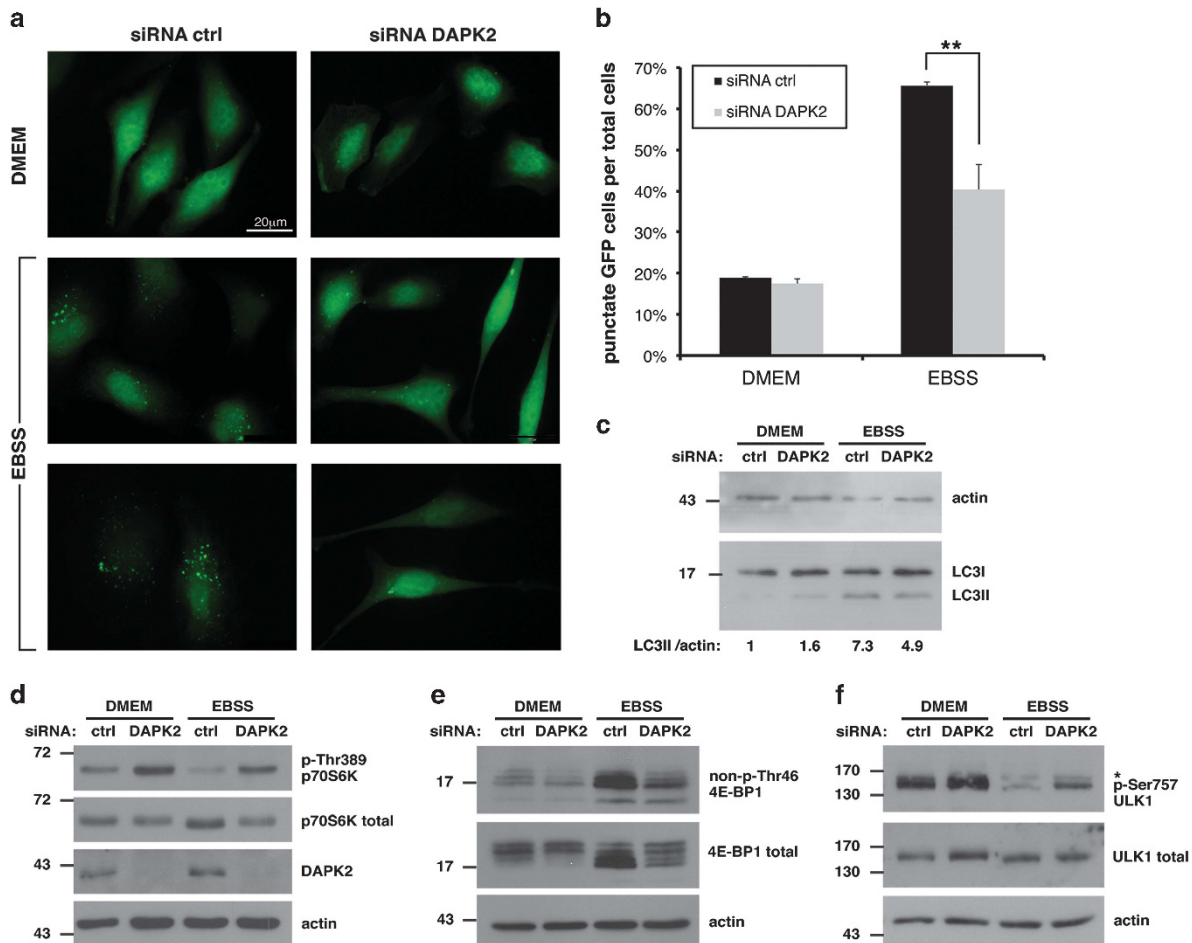 a
siRNA ctrl
siRNA DAPK2
DMEM
20μm
EBSS
b
punctate GFP cells per total cells
70%
60%
50%
40%
30%
20%
10%
0%
siRNA ctrl
siRNA DAPK2
**
DMEM
EBSS
c
DMEM EBSS
siRNA: ctrl DAPK2 ctrl DAPK2
43
actin
17
LC3I
LC3II
LC3II /actin: 1 1.6 7.3 4.9
d
DMEM EBSS
siRNA: ctrl DAPK2 ctrl DAPK2
72
p-Thr389
p70S6K
72
p70S6K total
43
DAPK2
actin
43
e
DMEM EBSS
siRNA: ctrl DAPK2 ctrl DAPK2
17
non-p-Thr46
4E-BP1
4E-BP1 total
17
43
actin
f
DMEM EBSS
siRNA: ctrl DAPK2 ctrl DAPK2
170
130
*
p-Ser757
ULK1
170
130
ULK1 total
actin
43